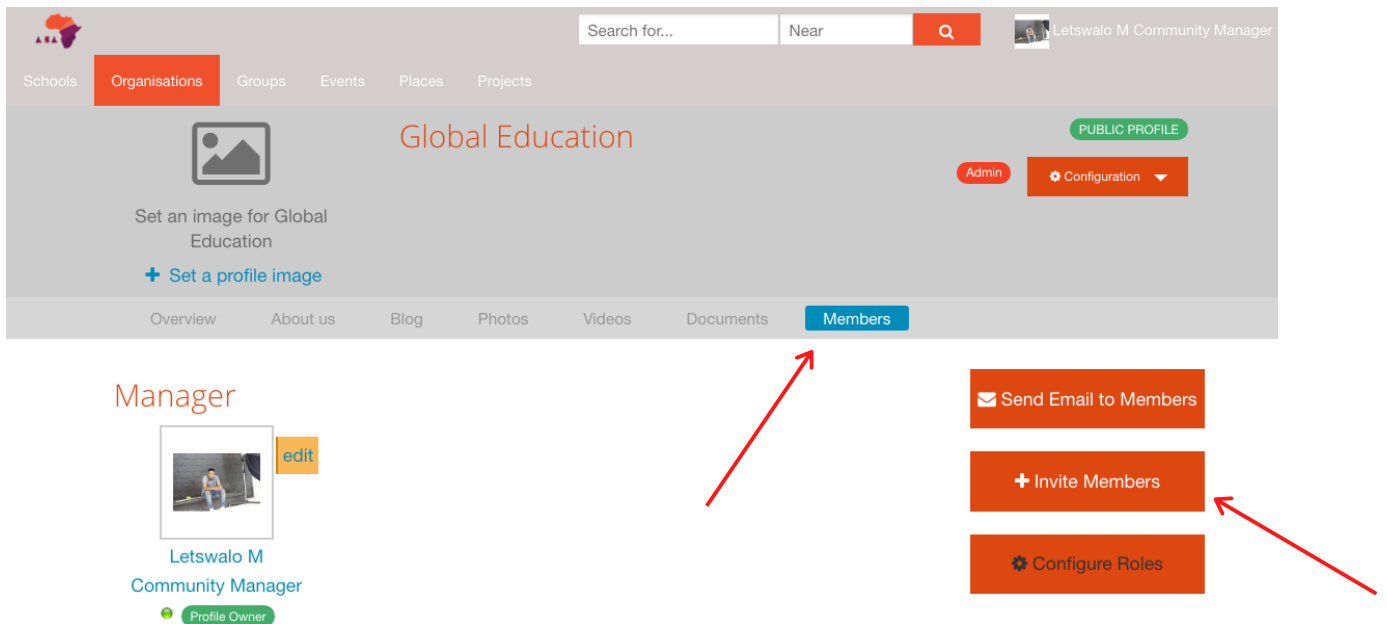 ASA
Search for...
Near
Letswalo M Community Manager
Schools
Organisations
Groups
Events
Places
Projects
Global Education
PUBLIC PROFILE
Admin
Configuration
Set an image for Global
Education
Set a profile image
Overview
About us
Blog
Photos
Videos
Documents
Members
Manager
Send Email to Members
edit
Invite Members
Letswalo M
Community Manager
Configure Roles
Profile Owner